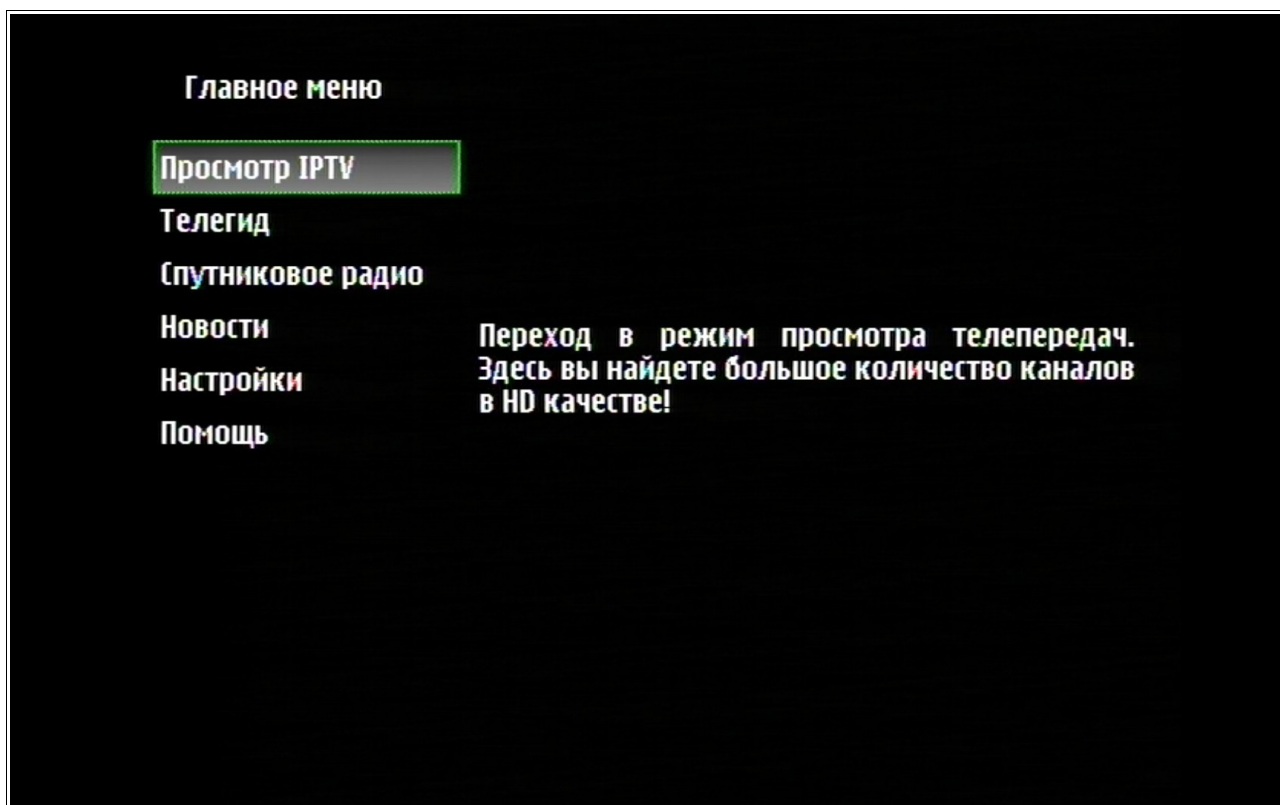 Главное меню
Просмотр IPTV
Телегид
Спутниковое радио
Новости
Настройки
Помощь
Переход в режим просмотра телепередач.
Здесь вы найдете большое количество каналов
в HD качестве!